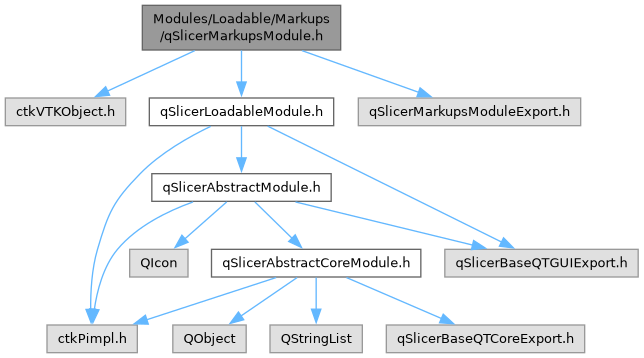 Modules/Loadable/Markups
/qSlicerMarkupsModule.h
ctkVTKObject.h
qSlicerLoadableModule.h
qSlicerMarkupsModuleExport.h
qSlicerAbstractModule.h
QIcon
qSlicerAbstractCoreModule.h
qSlicerBaseQTGUIExport.h
ctkPimpl.h
QObject
QStringList
qSlicerBaseQTCoreExport.h